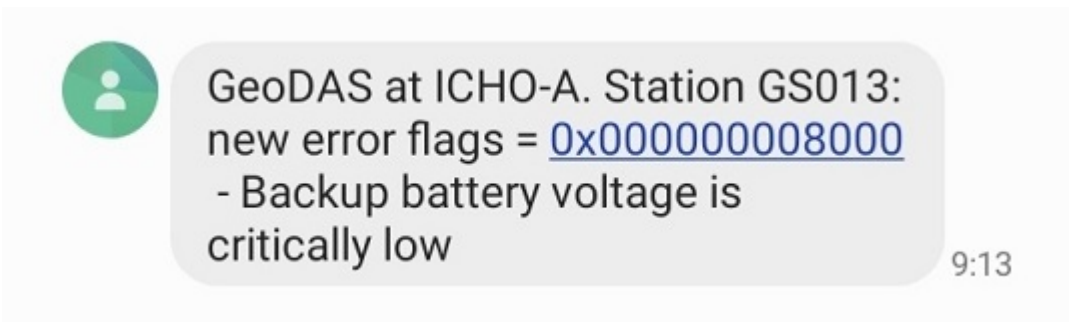 GeoDAS at ICHO-A. Station GS013:
new error flags = 0x000000008000
- Backup battery voltage is
critically low
9:13